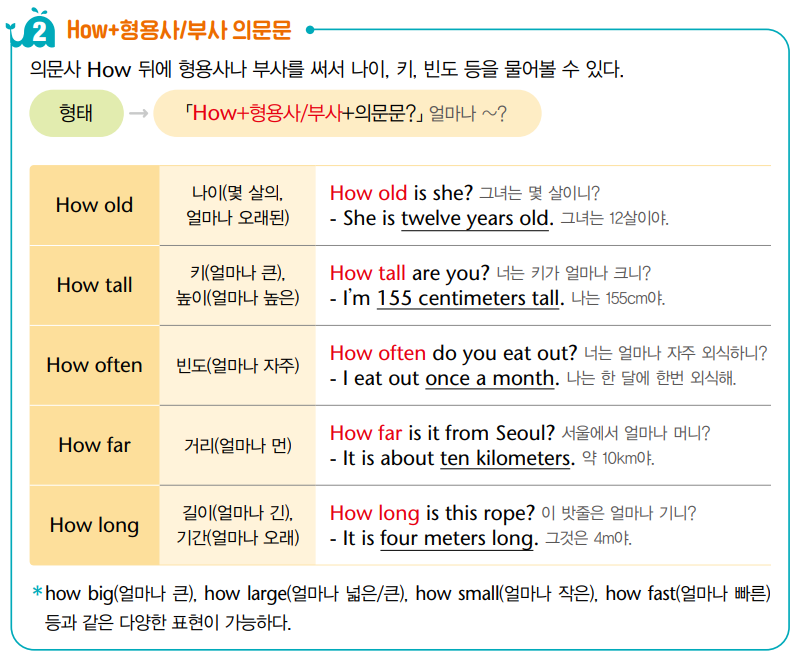 2 How+형용사/부사 의문문
의문사 How 뒤에 형용사나 부사를 써서 나이, 키, 빈도 등을 물어볼 수 있다.
형태 → 「How+형용사/부사+의문문?」 얼마나 ~?
How old
나이(몇 살의,
얼마나 오래된)
How old is she? 그녀는 몇 살이니?
- She is twelve years old. 그녀는 12살이야.
How tall
키(얼마나 큰),
높이(얼마나 높은)
How tall are you? 너는 키가 얼마나 크니?
- I'm 155 centimeters tall. 나는 155cm야.
How often
빈도(얼마나 자주)
How often do you eat out? 너는 얼마나 자주 외식하니?
- I eat out once a month. 나는 한 달에 한번 외식해.
How far
거리(얼마나 먼)
How far is it from Seoul? 서울에서 얼마나 머니?
- It is about ten kilometers. 약 10km야.
How long
길이(얼마나 긴),
기간(얼마나 오래)
How long is this rope? 이 밧줄은 얼마나 기니?
- It is four meters long. 그것은 4m야.
*how big(얼마나 큰), how large(얼마나 넓은/큰), how small(얼마나 작은), how fast(얼마나 빠른)
등과 같은 다양한 표현이 가능하다.